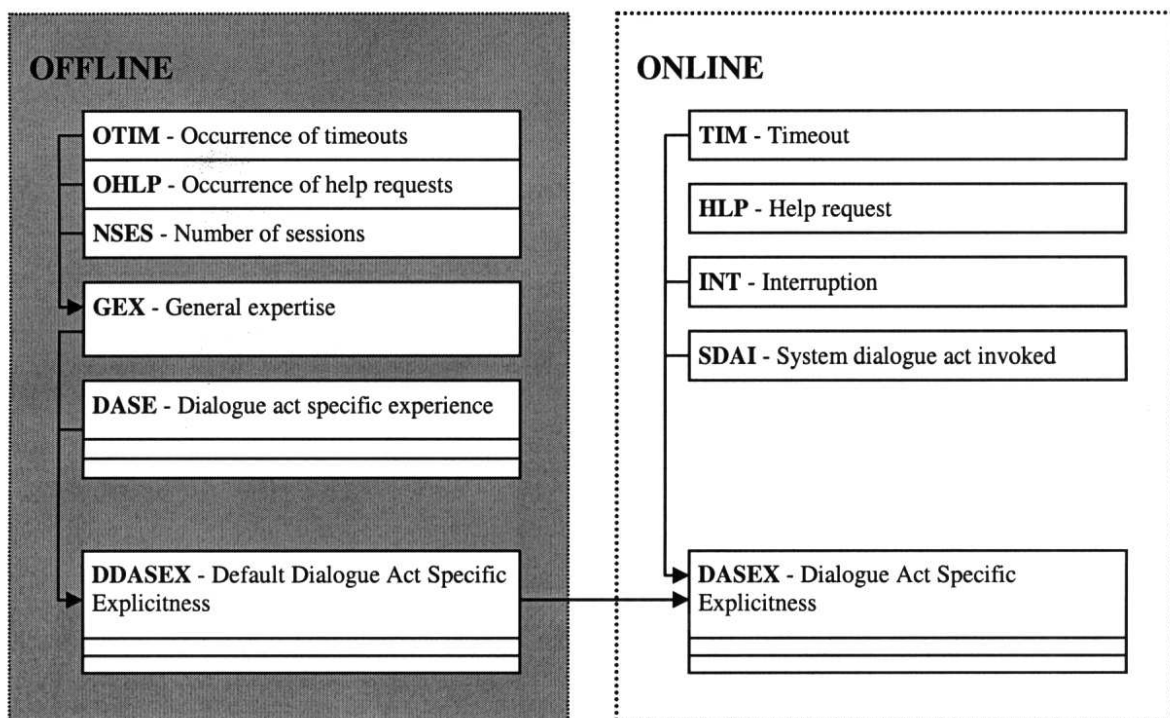 OFFLINE
OTIM - Occurrence of timeouts
OHLP - Occurrence of help requests
NSES - Number of sessions
GEX - General expertise
DASE - Dialogue act specific experience
DDASEX - Default Dialogue Act Specific
Explicitness
ONLINE
TIM - Timeout
HLP - Help request
INT - Interruption
SDAI - System dialogue act invoked
DASEX - Dialogue Act Specific
Explicitness